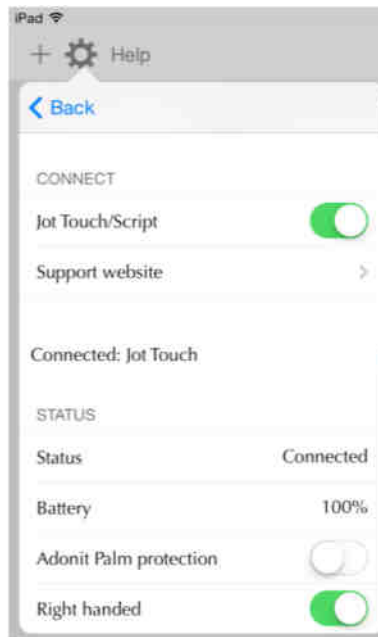 iPad
+ Help
Back
CONNECT
Jot Touch/Script
Support website
Connected: Jot Touch
STATUS
Status Connected
Battery 100%
Adonit Palm protection
Right handed